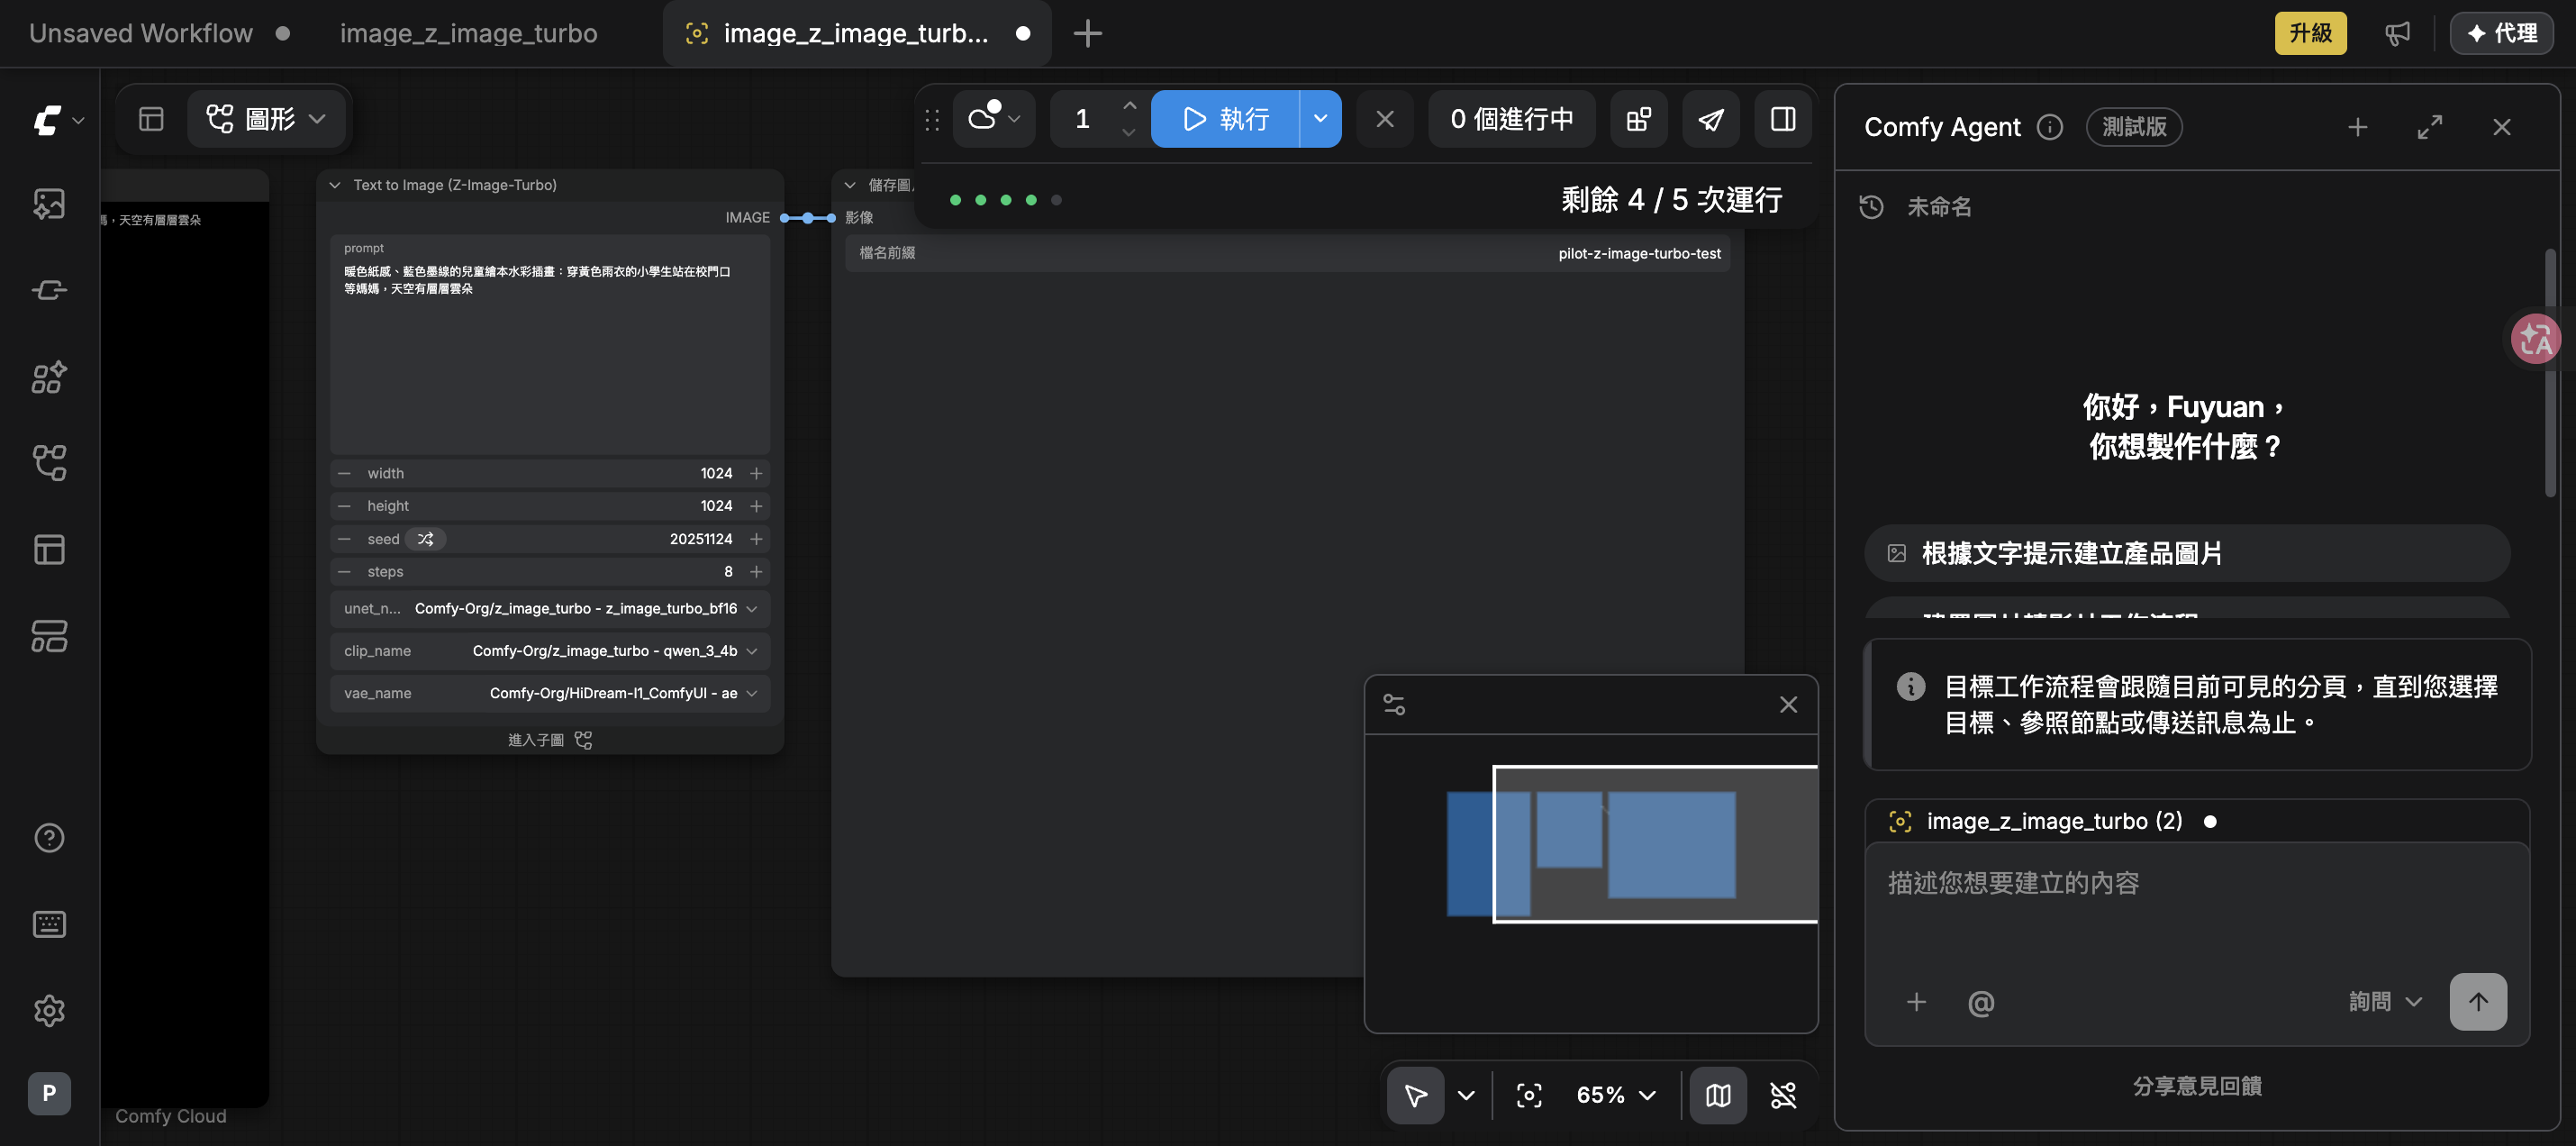 Unsaved Workflow
image_z_image_turbo
image_z_image_turb...
升級
代理
圖形
1
執行
0 個進行中
剩餘 4 / 5 次運行
，天空有層層雲朵
Text to Image (Z-Image-Turbo)
IMAGE
prompt
暖色紙感、藍色墨線的兒童繪本水彩插畫：穿黃色雨衣的小學生站在校門口
等媽媽，天空有層層雲朵
width 1024
height 1024
seed 20251124
steps 8
unet_n... Comfy-Org/z_image_turbo - z_image_turbo_bf16
clip_name Comfy-Org/z_image_turbo - qwen_3_4b
vae_name Comfy-Org/HiDream-I1_ComfyUI - ae
進入子圖
儲存圖
影像
檔名前綴 pilot-z-image-turbo-test
65%
P
Comfy Cloud
Comfy Agent
測試版
未命名
你好，Fuyuan，
你想製作什麼？
根據文字提示建立產品圖片
目標工作流程會跟隨目前可見的分頁，直到您選擇
目標、參照節點或傳送訊息為止。
image_z_image_turbo (2)
描述您想要建立的內容
@
詢問
分享意見回饋